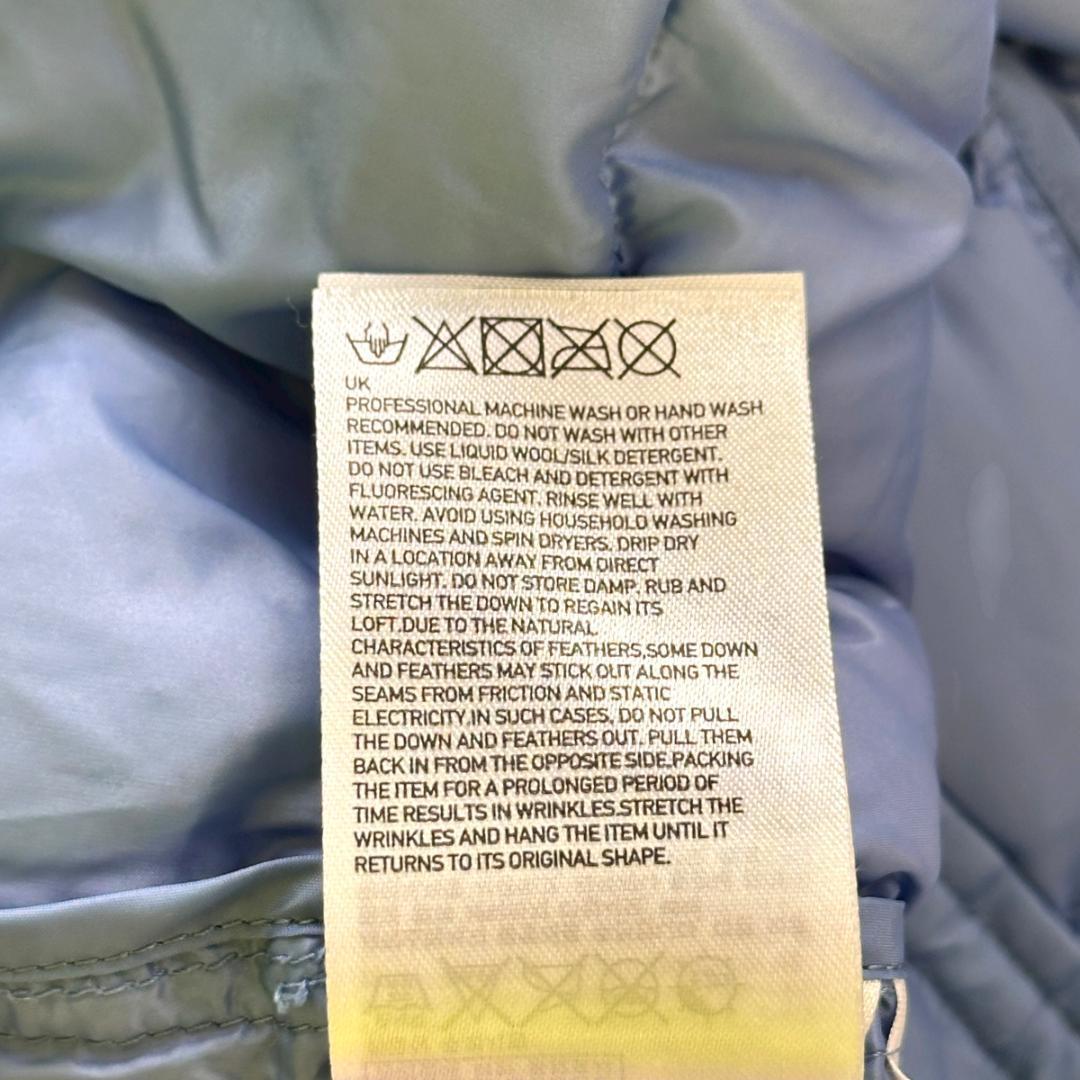 UK
PROFESSIONAL MACHINE WASH OR HAND WASH
RECOMMENDED. DO NOT WASH WITH OTHER
ITEMS. USE LIQUID WOOL/SILK DETERGENT.
DO NOT USE BLEACH AND DETERGENT WITH
FLUORESCING AGENT. RINSE WELL WITH
WATER. AVOID USING HOUSEHOLD WASHING
MACHINES AND SPIN DRYERS. DRIP DRY
IN A LOCATION AWAY FROM DIRECT
SUNLIGHT. DO NOT STORE DAMP. RUB AND
STRETCH THE DOWN TO REGAIN ITS
LOFT.DUE TO THE NATURAL
CHARACTERISTICS OF FEATHERS,SOME DOWN
AND FEATHERS MAY STICK OUT ALONG THE
SEAMS FROM FRICTION AND STATIC
ELECTRICITY.IN SUCH CASES, DO NOT PULL
THE DOWN AND FEATHERS OUT. PULL THEM
BACK IN FROM THE OPPOSITE SIDE.PACKING
THE ITEM FOR A PROLONGED PERIOD OF
TIME RESULTS IN WRINKLES.STRETCH THE
WRINKLES AND HANG THE ITEM UNTIL IT
RETURNS TO ITS ORIGINAL SHAPE.